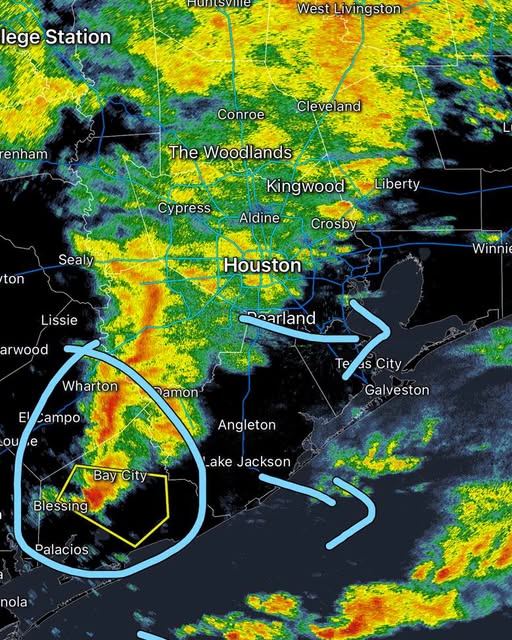 Huntsville
West Livingston
lege Station
Cleveland
Conroe
renham
The Woodlands
Kingwood
Liberty
Cypress
Aldine
Crosby
Winnie
Sealy
Houston
yton
Lissie
Pearland
arwood
Texas City
Wharton
Damon
Galveston
El Campo
Angleton
Louise
Lake Jackson
Bay City
Blessing
Palacios
nola